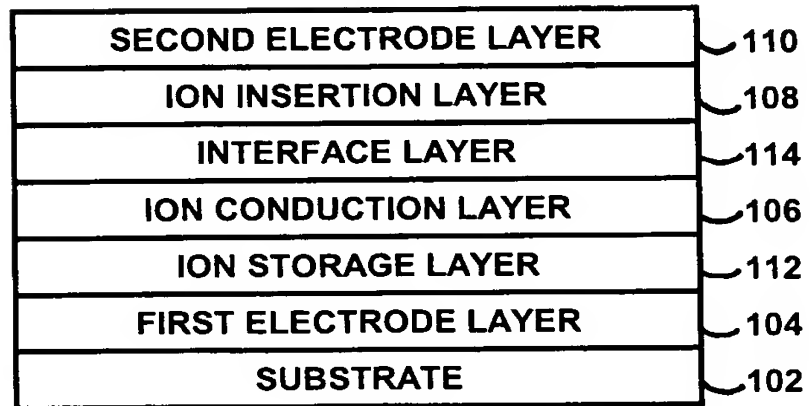 SECOND ELECTRODE LAYER 110
ION INSERTION LAYER 108
INTERFACE LAYER 114
ION CONDUCTION LAYER 106
ION STORAGE LAYER 112
FIRST ELECTRODE LAYER 104
SUBSTRATE 102